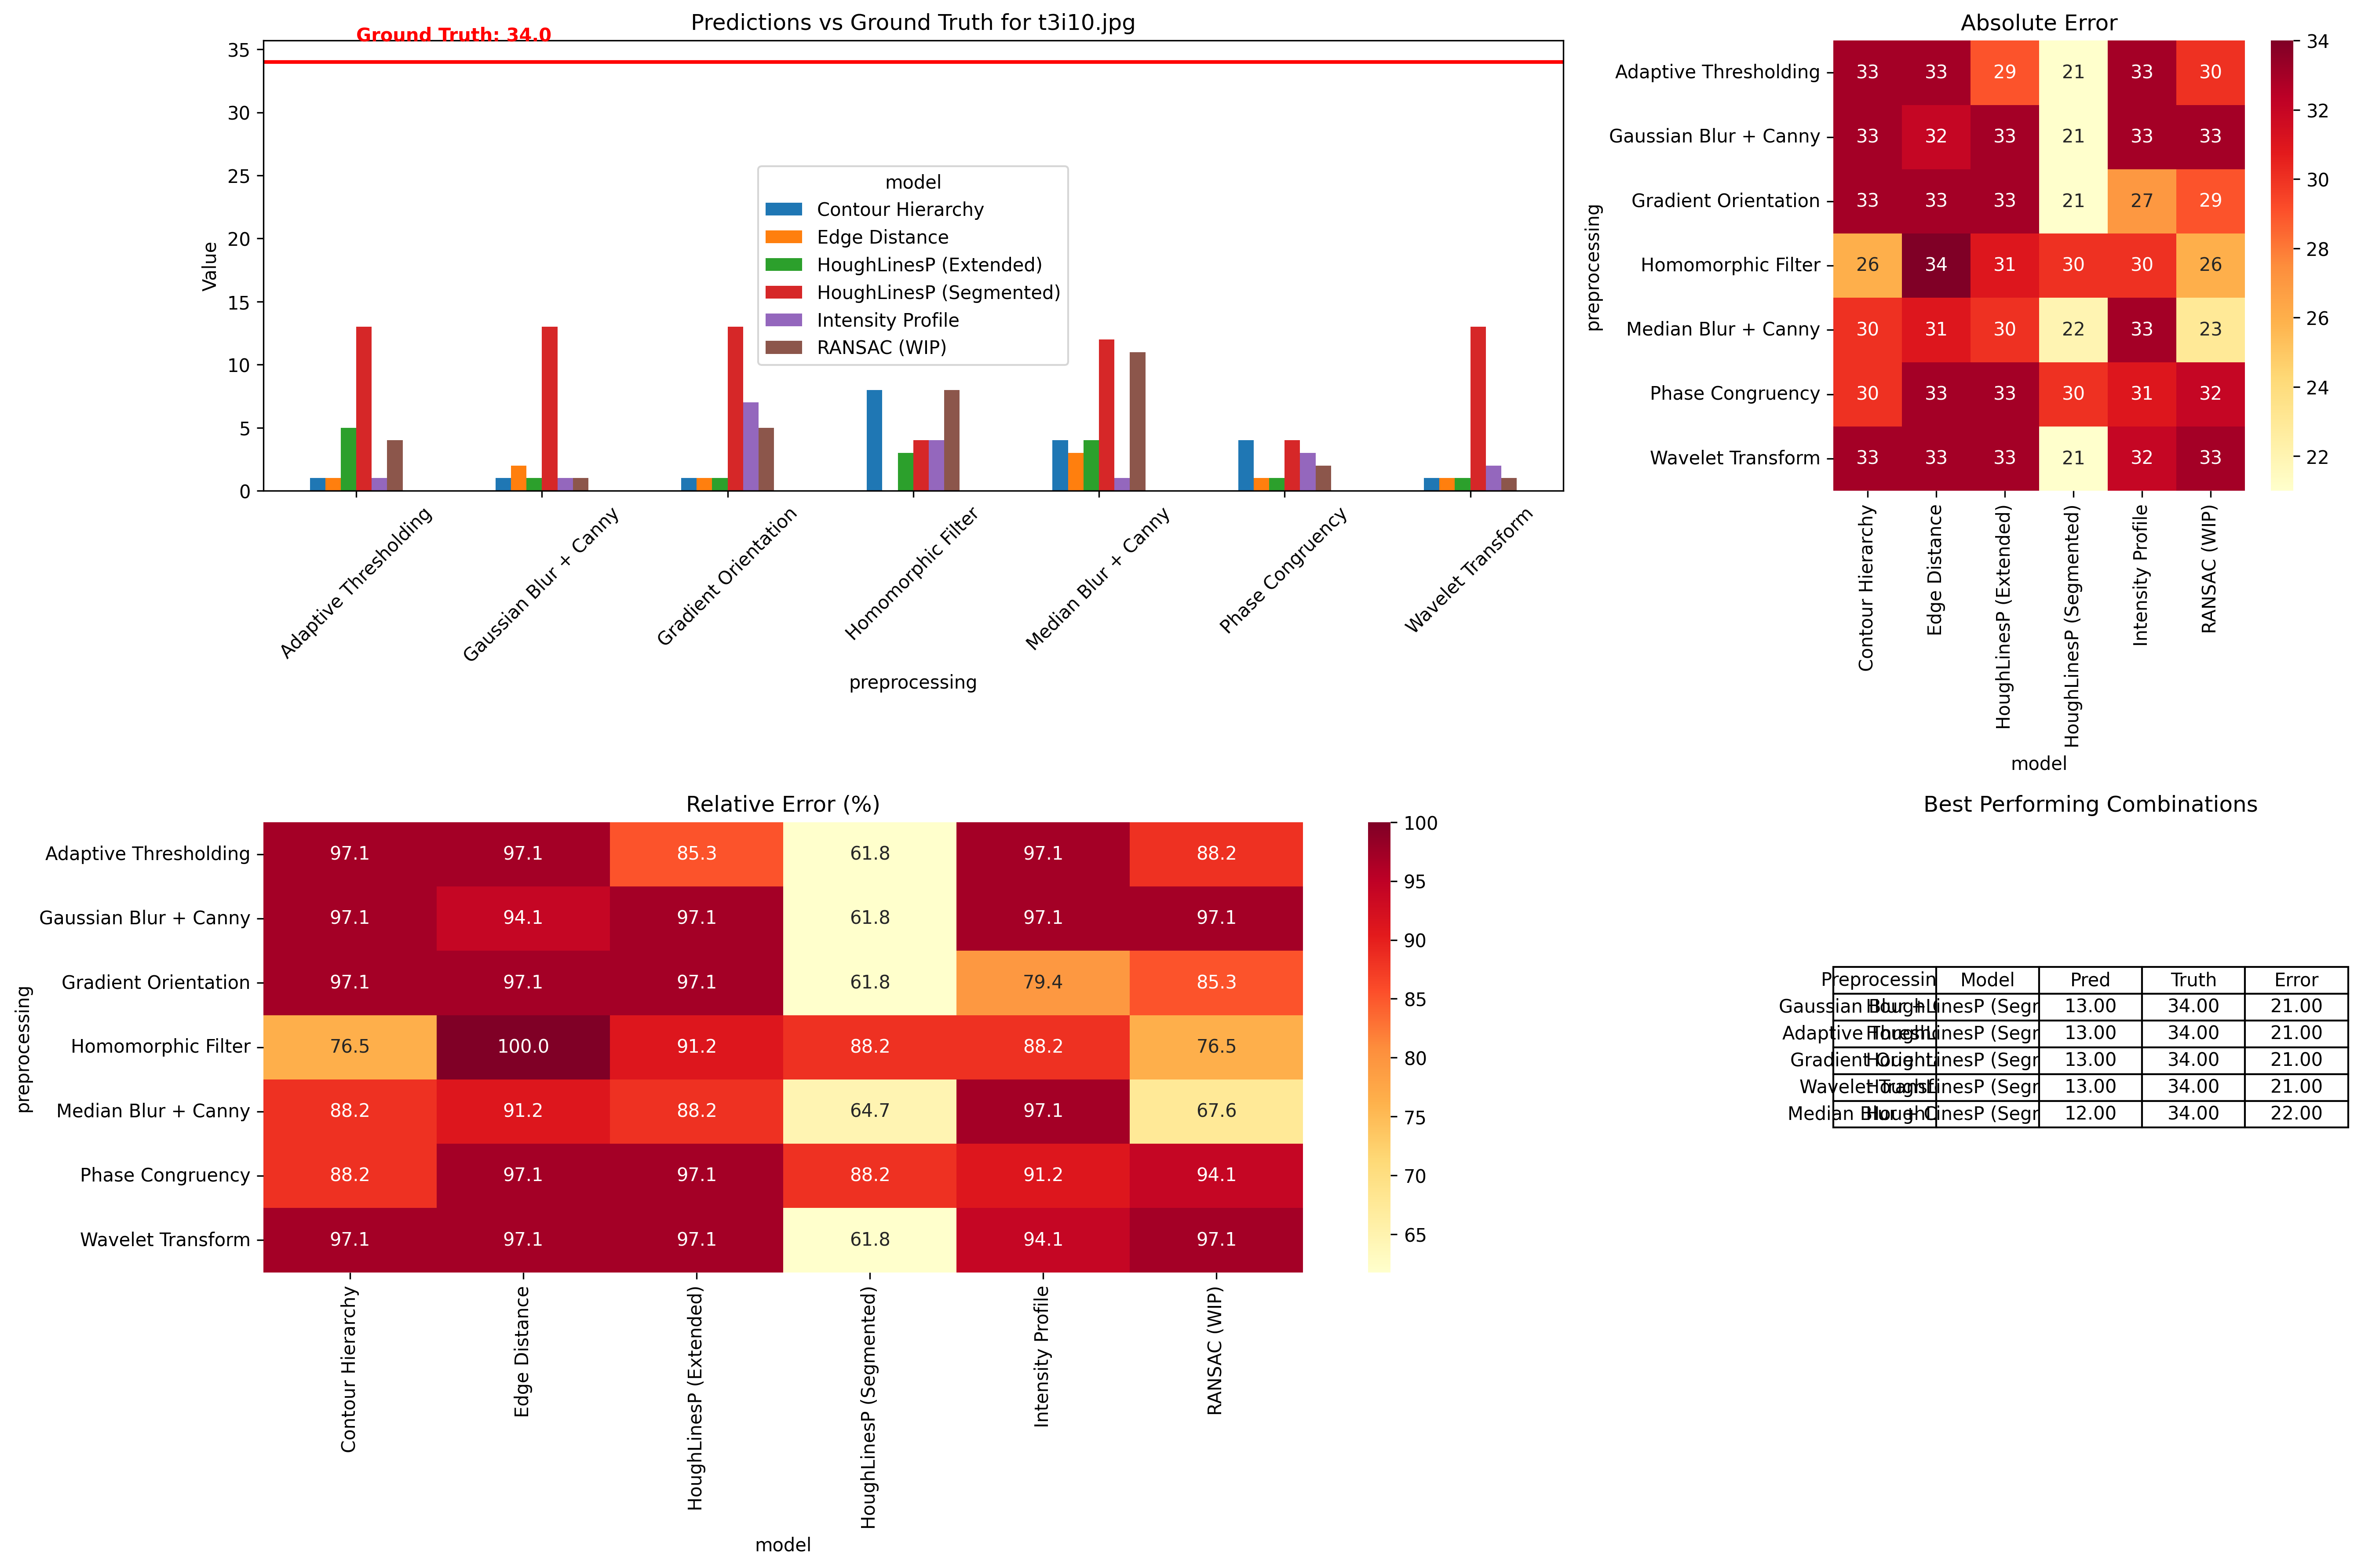 Predictions vs Ground Truth for t3i10.jpg
Ground Truth: 34.0
Value
35
30
25
20
15
10
5
0
model
Contour Hierarchy
Edge Distance
HoughLinesP (Extended)
HoughLinesP (Segmented)
Intensity Profile
RANSAC (WIP)
Adaptive Thresholding
Gaussian Blur + Canny
Gradient Orientation
Homomorphic Filter
Median Blur + Canny
Phase Congruency
Wavelet Transform
preprocessing
Absolute Error
preprocessing
Adaptive Thresholding 33 33 29 21 33 30
Gaussian Blur + Canny 33 32 33 21 33 33
Gradient Orientation 33 33 33 21 27 29
Homomorphic Filter 26 34 31 30 30 26
Median Blur + Canny 30 31 30 22 33 23
Phase Congruency 30 33 33 30 31 32
Wavelet Transform 33 33 33 21 32 33
Contour Hierarchy
Edge Distance
HoughLinesP (Extended)
HoughLinesP (Segmented)
Intensity Profile
RANSAC (WIP)
model
34
32
30
28
26
24
22
Relative Error (%)
preprocessing
Adaptive Thresholding 97.1 97.1 85.3 61.8 97.1 88.2
Gaussian Blur + Canny 97.1 94.1 97.1 61.8 97.1 97.1
Gradient Orientation 97.1 97.1 97.1 61.8 79.4 85.3
Homomorphic Filter 76.5 100.0 91.2 88.2 88.2 76.5
Median Blur + Canny 88.2 91.2 88.2 64.7 97.1 67.6
Phase Congruency 88.2 97.1 97.1 88.2 91.2 94.1
Wavelet Transform 97.1 97.1 97.1 61.8 94.1 97.1
Contour Hierarchy
Edge Distance
HoughLinesP (Extended)
HoughLinesP (Segmented)
Intensity Profile
RANSAC (WIP)
model
100
95
90
85
80
75
70
65
Best Performing Combinations
Preprocessin Model Pred Truth Error
Gaussian 13.00 34.00 21.00
Adaptive 13.00 34.00 21.00
Gradient 13.00 34.00 21.00
Wavelet 13.00 34.00 21.00
Median 12.00 34.00 22.00